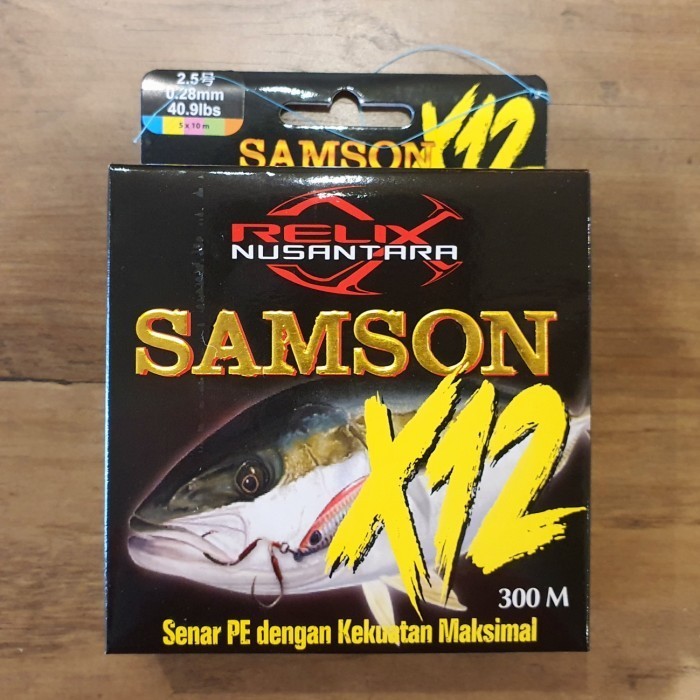 2.5号
0.28mm
40.9lbs
5 x 10 m
SAMSON X12
RELIX
NUSANTARA
SAMSON
X12
300 M
Senar PE dengan Kekuatan Maksimal